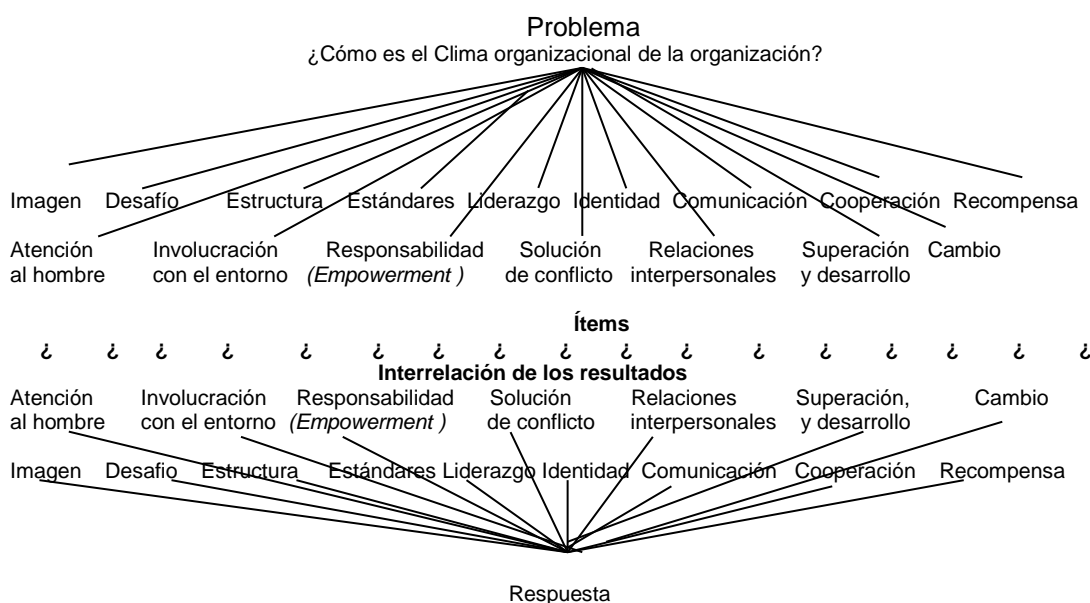 Problema
¿Cómo es el Clima organizacional de la organización?
Imagen Desafío Estructura Estándares Liderazgo Identidad Comunicación Cooperación Recompensa
Atención Involucración Responsabilidad Solución Relaciones Superación Cambio
al hombre con el entorno (Empowerment ) de conflicto interpersonales y desarrollo
Ítems
¿ ¿ ¿ ¿ ¿ ¿ ¿ ¿ ¿ ¿ ¿ ¿ ¿ ¿ ¿ ¿ ¿
Interrelación de los resultados
Atención Involucración Responsabilidad Solución Relaciones Superación, Cambio
al hombre con el entorno (Empowerment ) de conflicto interpersonales y desarrollo
Imagen Desafio Estructura Estándares Liderazgo Identidad Comunicación Cooperación Recompensa
Respuesta